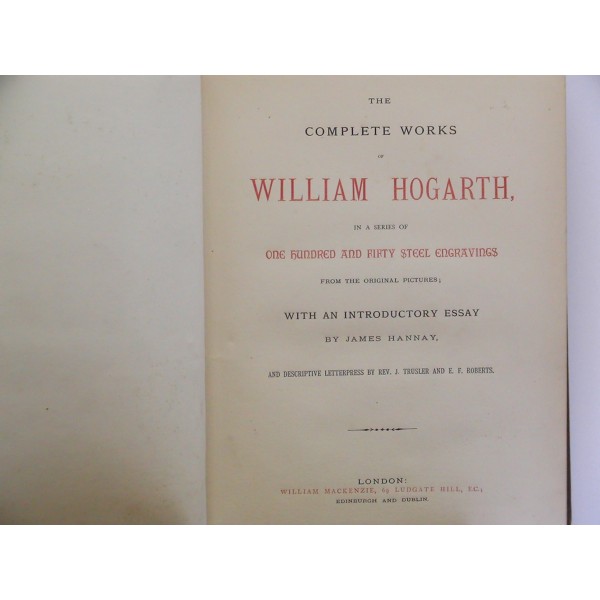 THE
COMPLETE WORKS
OF
WILLIAM HOGARTH,
IN A SERIES OF
ONE HUNDRED AND FIFTY STEEL ENGRAVINGS
FROM THE ORIGINAL PICTURES;
WITH AN INTRODUCTORY ESSAY
BY JAMES HANNAY,
AND DESCRIPTIVE LETTERPRESS BY REV. J. TRUSLER AND E. F. ROBERTS.
LONDON:
WILLIAM MACKENZIE, 69 LUDGATE HILL, E.C.;
EDINBURGH AND DUBLIN.